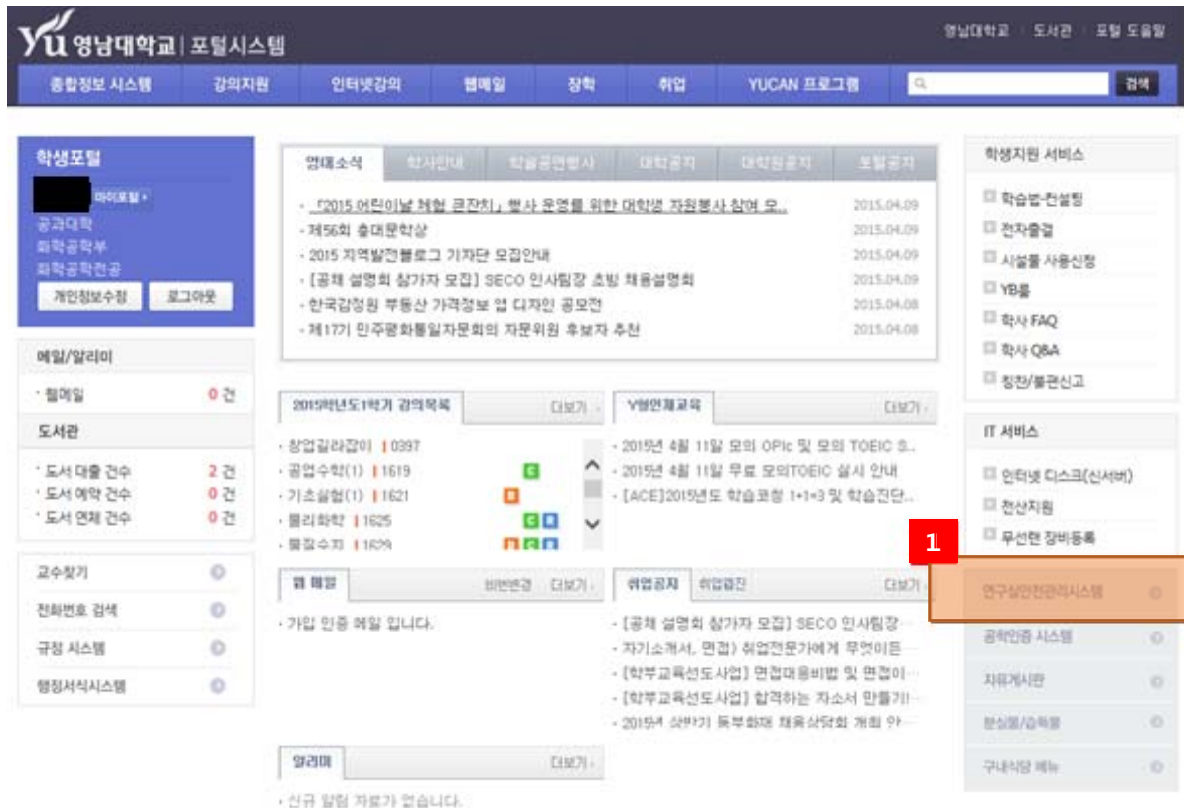 yu 영남대학교 | 포털시스템
영남대학교 도서관 포털 도움말
종합정보 시스템 강의지원 인터넷강의 웹메일 장학 취업 YUCAN 프로그램 검색
학생포털
마이포털
공과대학
화학공학부
화학공학전공
개인정보수정 로그아웃
메일/알리미
웹메일 0 건
도서관
도서 대출 건수 2 건
도서 예약 건수 0 건
도서 연체 건수 0 건
교수찾기
전화번호 검색
규정 시스템
행정서식시스템
영대소식 학사안내 학술공연행사 대학공지 대학원공지 포털공지
「2015 어린이날 체험 큰잔치」 행사 운영를 위한 대학생 자원봉사 참여 모.. 2015.04.09
제56회 충대문학상 2015.04.09
2015 지역발전블로그 기자단 모집안내 2015.04.09
[공채 설명회 참가자 모집] SECO 인사팀장 초빙 채용설명회 2015.04.09
한국감정원 부동산 가격정보 앱 디자인 공모전 2015.04.08
제17기 민주평화통일자문회의 자문위원 후보자 추천 2015.04.08
2015학년도1학기 강의목록 더보기
창업길라잡이 | 0397
공업수학(1) | 1619 C
기초실험(1) | 1621
물리화학 | 1625 C
물질수지 | 1629 C
Y형인재교육 더보기
2015년 4월 11일 모의 OPIc 및 모의 TOEIC S..
2015년 4월 11일 무료 모의TOEIC 실시 안내
[ACE]2015년도 학습코칭 1+1=3 및 학습진단..
웹 메일 비번변경 더보기
가입 인증 메일 입니다.
취업공지 취업캠진 더보기
[공채 설명회 참가자 모집] SECO 인사팀장…
자기소개서, 면접) 취업전문가에게 무엇이든…
[학부교육선도사업] 면접대응비법 및 면접이…
[학부교육선도사업] 합격하는 자소서 만들기!…
2015년 상반기 동부화재 채용상담회 개최 안…
알리미 더보기
신규 알림 자료가 없습니다.
학생지원 서비스
학습법-컨설팅
전자출결
시설물 사용신청
YB룸
학사 FAQ
학사 Q&A
칭찬/불편신고
IT 서비스
인터넷 디스크(신서버)
전산지원
무선랜 장비등록
1
연구실안전관리시스템
공학인증 시스템
자유게시판
분실물/습득물
구내식당 메뉴